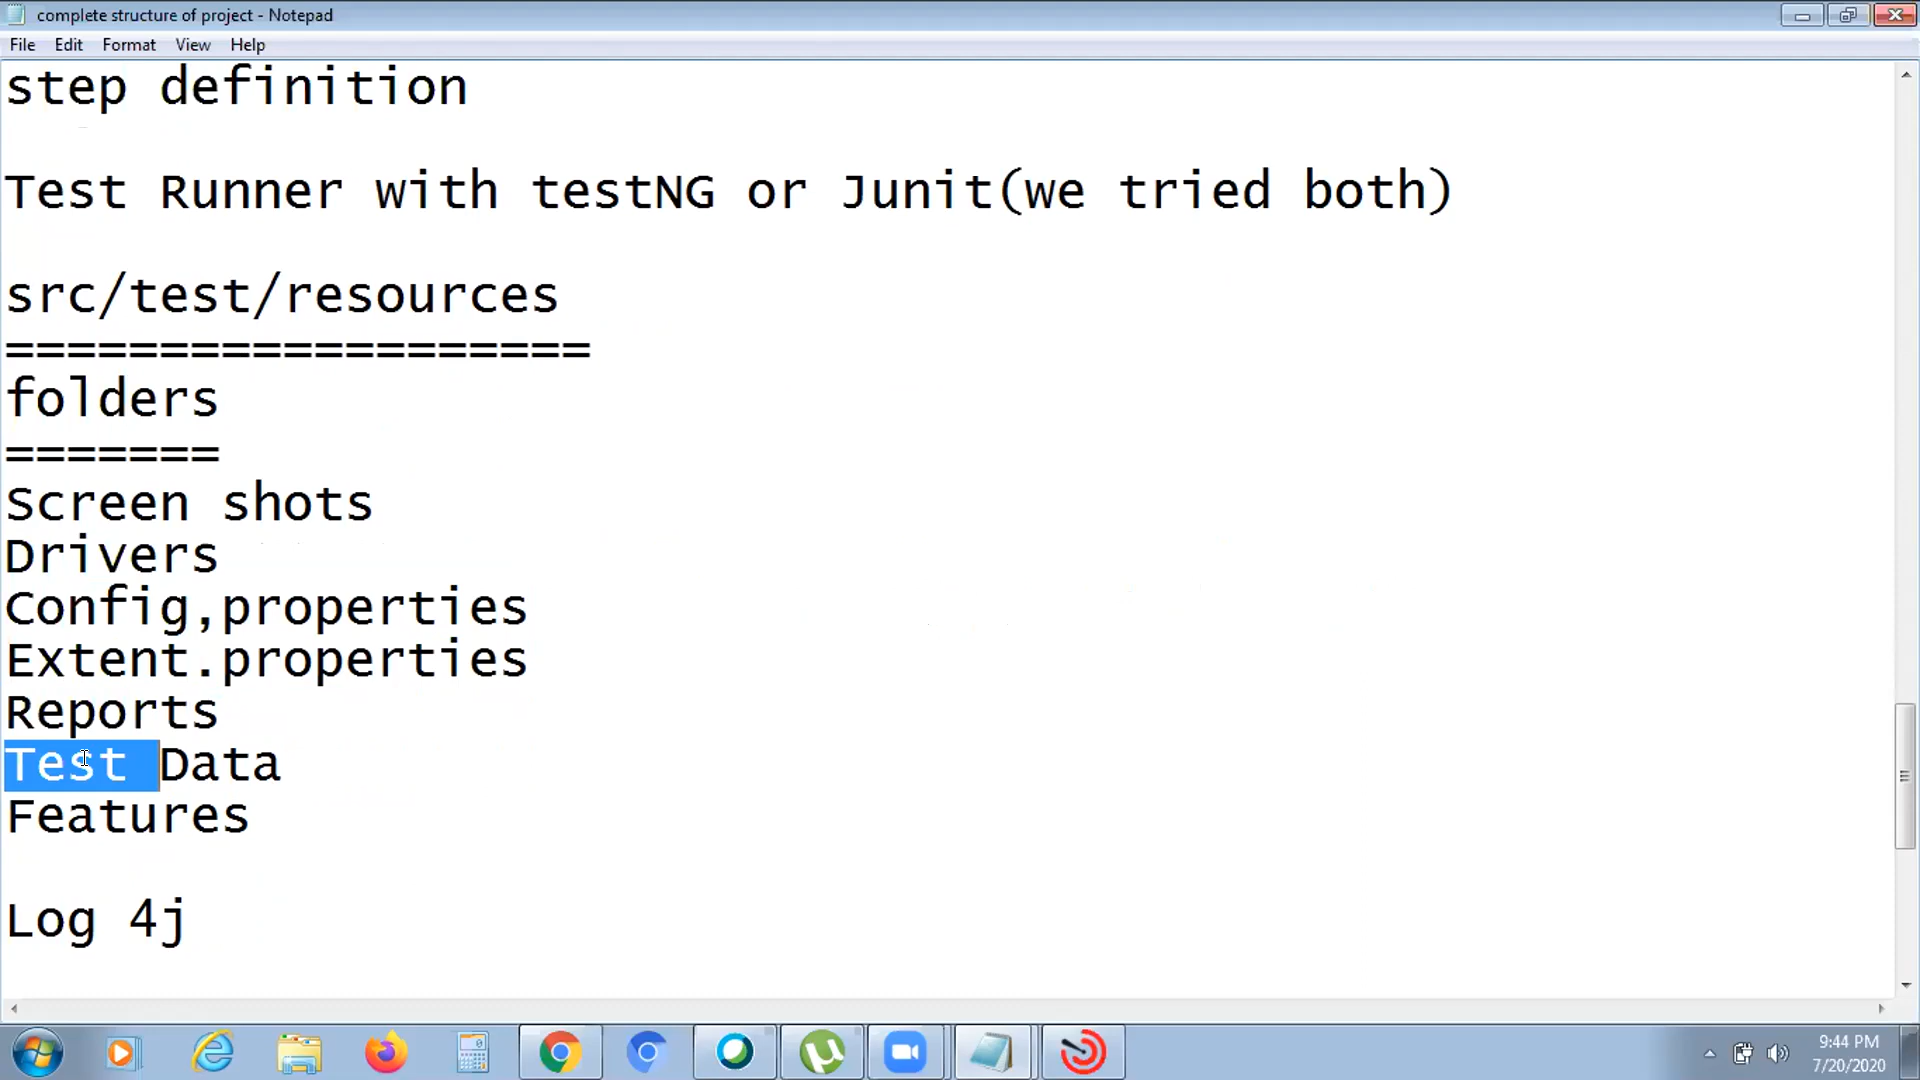 complete structure of project - Notepad
File Edit Format View Help
step definition
Test Runner with testNG or Junit(we tried both)
src/test/resources
===================
folders
=======
Screen shots
Drivers
Config,properties
Extent.properties
Reports
Test Data
Features
Log 4j
9:44 PM
7/20/2020